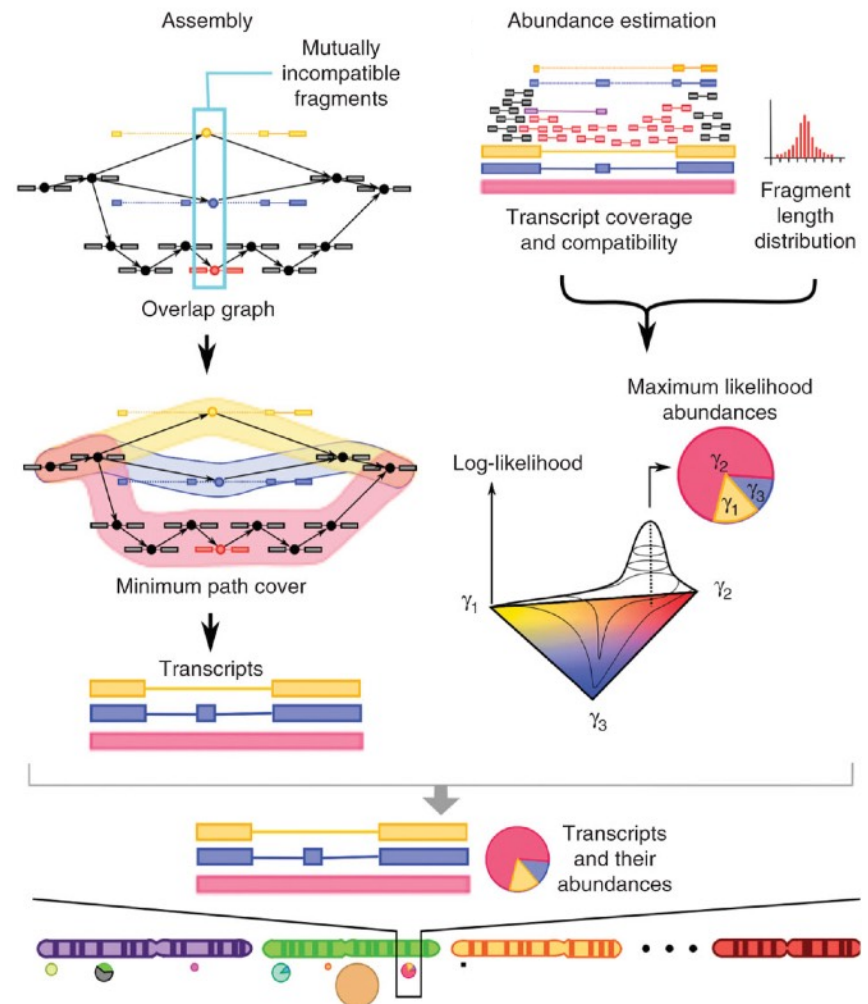 Assembly
Mutually
incompatible
fragments
Overlap graph
Minimum path cover
Transcripts
Abundance estimation
Transcript coverage
and compatibility
Fragment
length
distribution
Maximum likelihood
abundances
Log-likelihood
γ2
γ3
γ1
γ1
γ2
γ3
Transcripts
and their
abundances